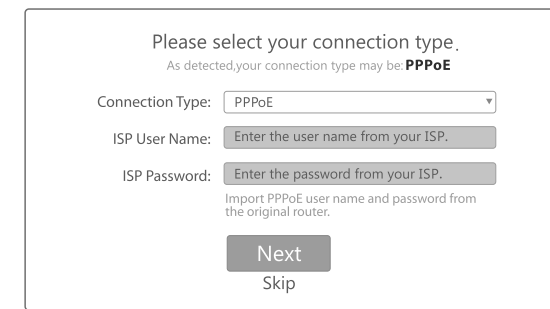 Please select your connection type.
As detected,your connection type may be: PPPoE
Connection Type: PPPoE
ISP User Name: Enter the user name from your ISP.
ISP Password: Enter the password from your ISP.
Import PPPoE user name and password from
the original router.
Next
Skip